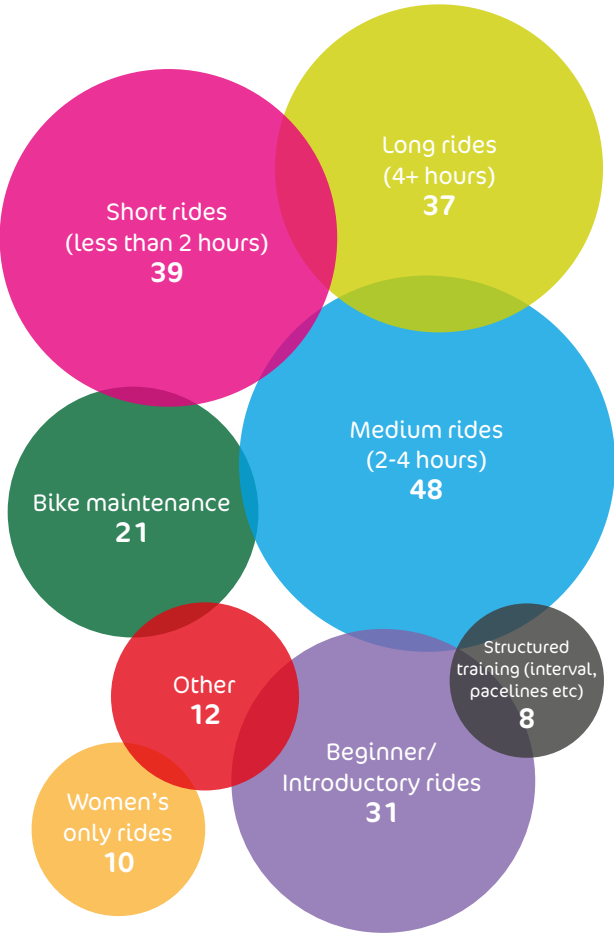 Long rides
(4+ hours)
37
Short rides
(less than 2 hours)
39
Medium rides
(2-4 hours)
48
Bike maintenance
21
Structured
training (interval,
pacelines etc)
8
Other
12
Beginner/
Introductory rides
31
Women's
only rides
10